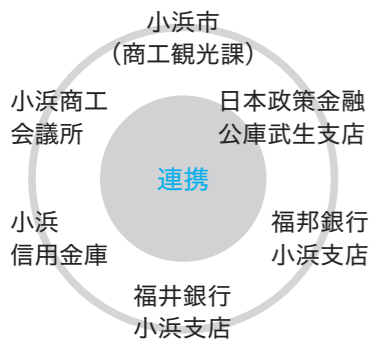 小浜市
（商工観光課）
小浜商工
会議所
日本政策金融
公庫武生支店
連携
小浜
信用金庫
福邦銀行
小浜支店
福井銀行
小浜支店